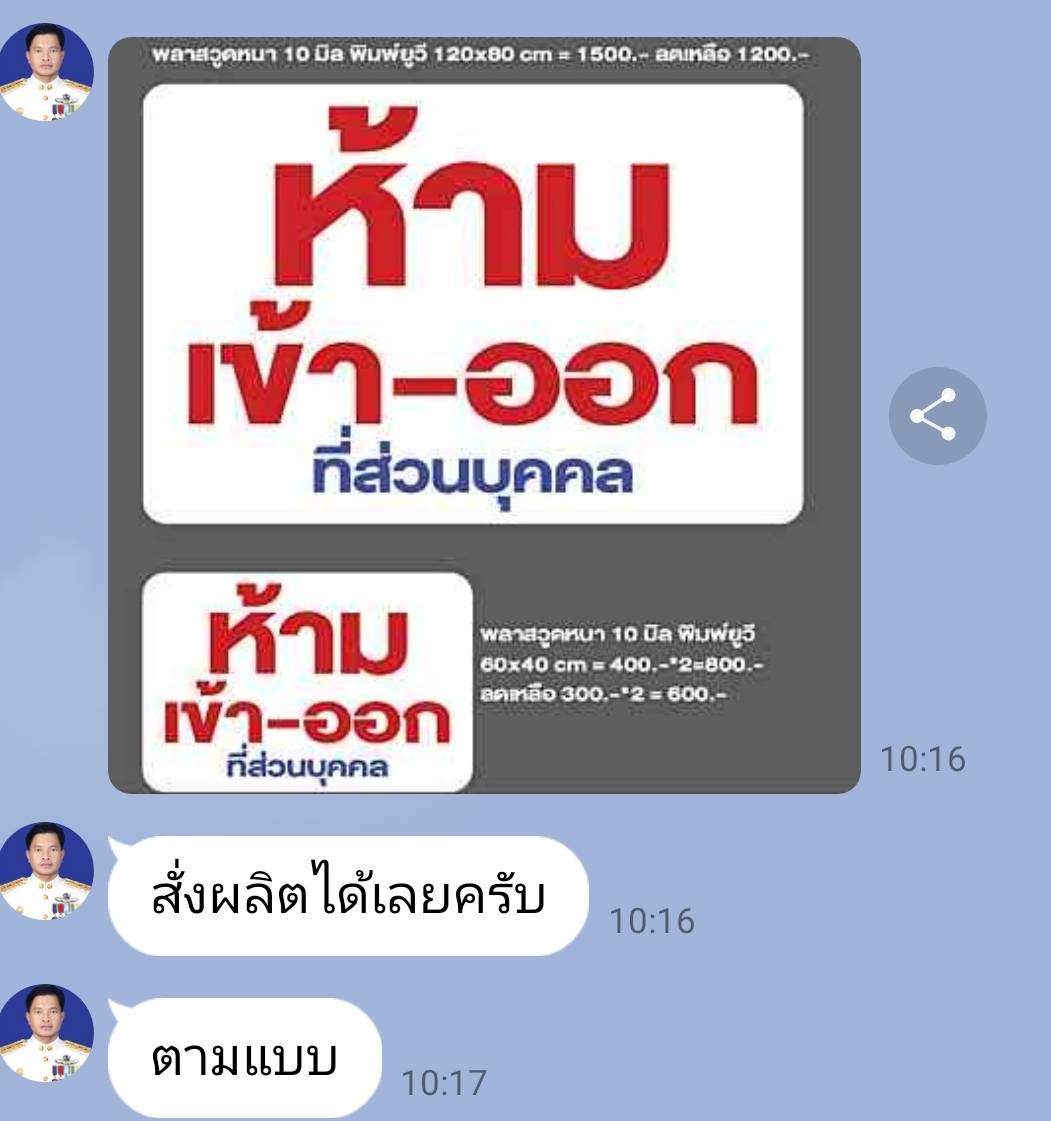 พลาสวูดหนา 10 มิล พิมพ์ยูวี 120x80 cm = 1500.- ลดเหลือ 1200.-
ห้าม
เข้า-ออก
ที่ส่วนบุคคล
ห้าม
เข้า-ออก
ที่ส่วนบุคคล
พลาสวูดหนา 10 มิล พิมพ์ยูวี
60x40 cm = 400.-*2=800.-
ลดเหลือ 300.-*2 = 600.-
10:16
สั่งผลิตได้เลยครับ
10:16
ตามแบบ
10:17